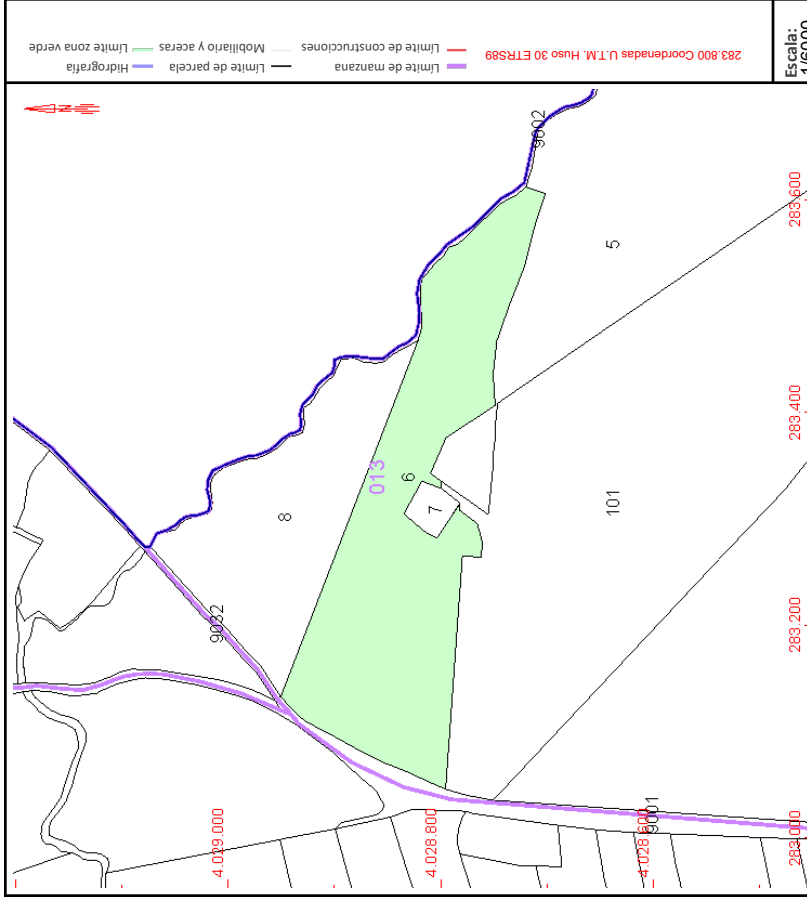 Límite zona verde
Hidrografía
Mobiliario y aceras
Límite de parcela
Límite de construcciones
Límite de manzana
283.800 Coordenadas U.T.M. Huso 30 ETRS89
Escala:
1/6000
9002
283.600
5
283.400
013
6
7
8
101
9032
283.200
4.029.000
4.028.800
4.028.600
9001
283.000